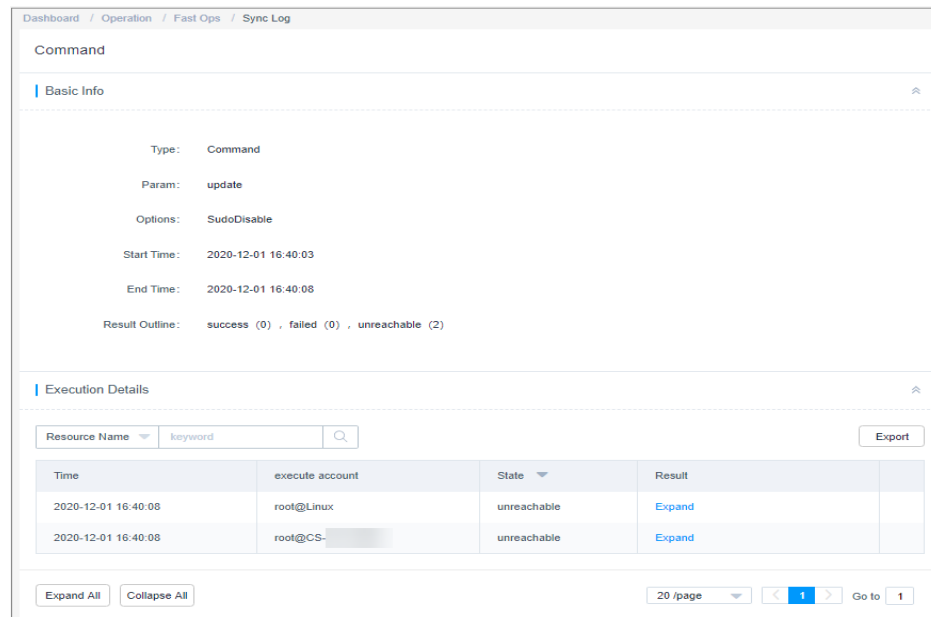 Dashboard / Operation / Fast Ops / Sync Log
Command
Basic Info
Type: Command
Param: update
Options: SudoDisable
Start Time: 2020-12-01 16:40:03
End Time: 2020-12-01 16:40:08
Result Outline: success (0) , failed (0) , unreachable (2)
Execution Details
Resource Name keyword Export
Time execute account State Result
2020-12-01 16:40:08 root@Linux unreachable Expand
2020-12-01 16:40:08 root@CS- unreachable Expand
Expand All Collapse All 20 /page < 1 > Go to 1